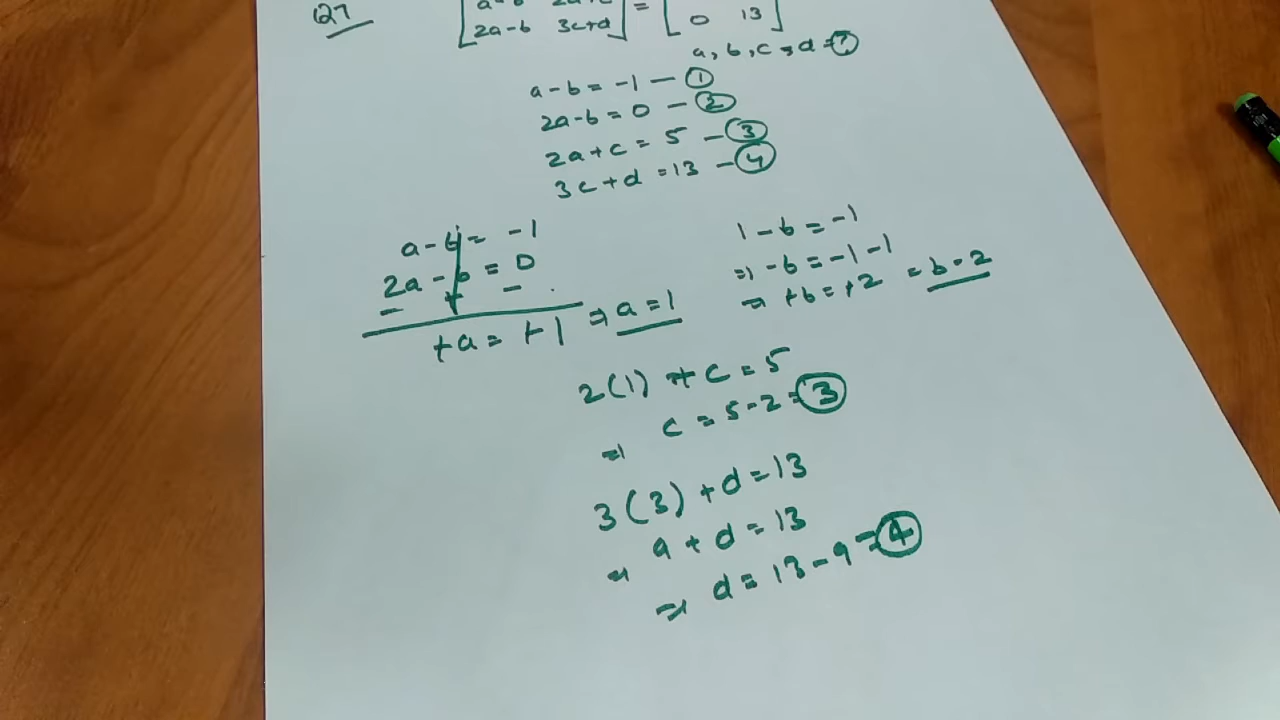 Q7
a-b 2a+c
2a-b 3c+d = 0 13
a, b, c, d = ?
a-b = -1 — 1
2a-b = 0 - 2
2a+c = 5 - 3
3c+d = 13 - 4
a-b = -1
2a-b = 0
- + -
+a = +1 ⇒ a = 1
1-b = -1
⇒ -b = -1-1
⇒ +b = +2 = b = 2
2(1) + c = 5
⇒ c = 5-2 = 3
3(3) + d = 13
⇒ 9 + d = 13
⇒ d = 13-9 = 4